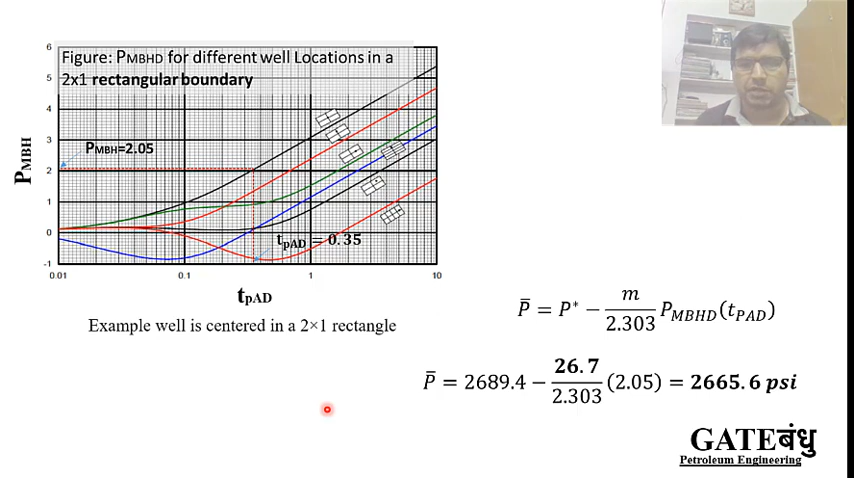 Figure: PMBHD for different well Locations in a
2x1 rectangular boundary
6
5
4
3
2
1
0
-1
PMBH
PMBH=2.05
tpAD = 0.35
0.01
0.1
1
10
tpAD
Example well is centered in a 2×1 rectangle
P̄ = P* − m/2.303 PMBHD(tPAD)
P̄ = 2689.4 − 26.7/2.303 (2.05) = 2665.6 psi
GATEबंधु
Petroleum Engineering